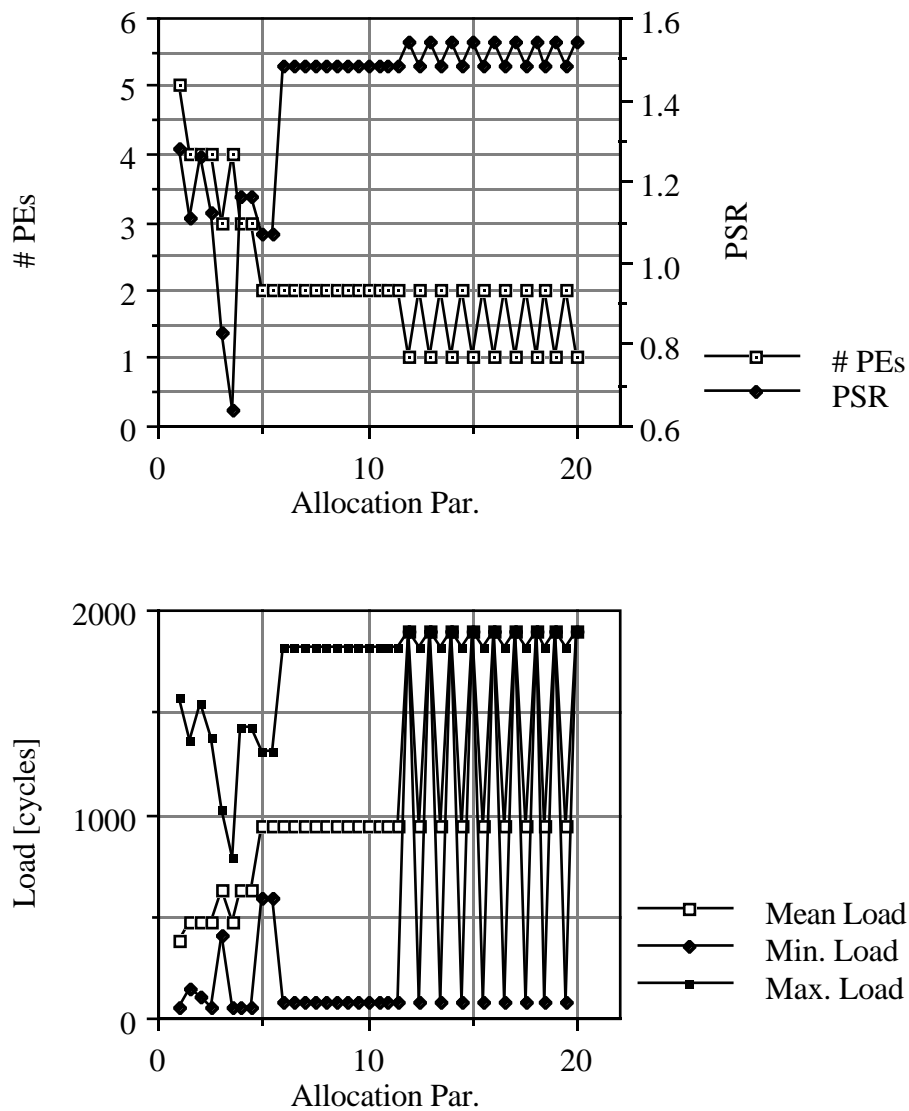 6
5
4
3
2
1
0
# PEs
1.6
1.4
1.2
1.0
0.8
0.6
PSR
0
10
20
Allocation Par.
# PEs
PSR
2000
1000
0
Load [cycles]
0
10
20
Allocation Par.
Mean Load
Min. Load
Max. Load